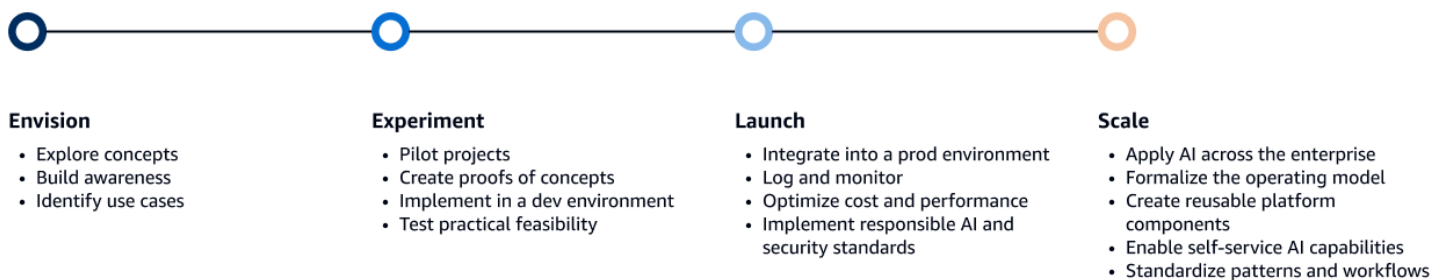 Envision
• Explore concepts
• Build awareness
• Identify use cases
Experiment
• Pilot projects
• Create proofs of concepts
• Implement in a dev environment
• Test practical feasibility
Launch
• Integrate into a prod environment
• Log and monitor
• Optimize cost and performance
• Implement responsible AI and
security standards
Scale
• Apply AI across the enterprise
• Formalize the operating model
• Create reusable platform
components
• Enable self-service AI capabilities
• Standardize patterns and workflows